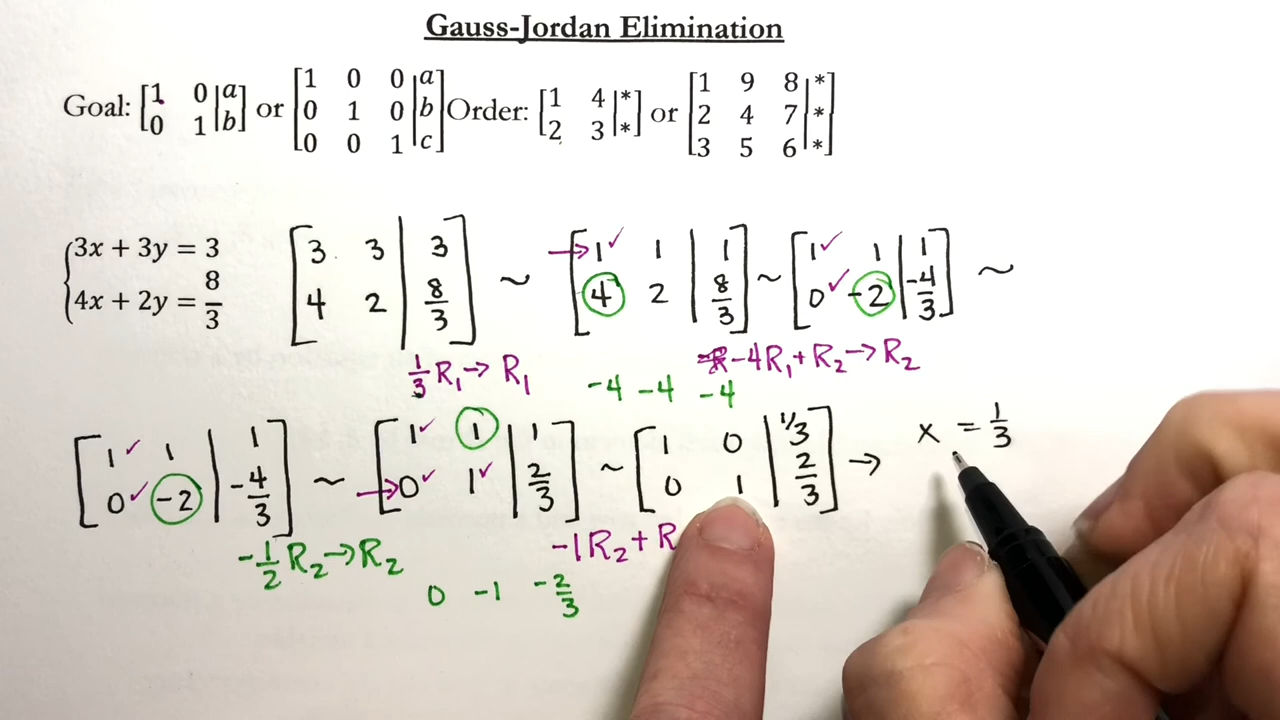 Gauss-Jordan Elimination
Goal: [1 0 | a] or [1 0 0 | a] Order: [1 4 | *] or [1 9 8 | *]
[0 1 | b] [0 1 0 | b] [2 3 | *] [2 4 7 | *]
[0 0 1 | c] [3 5 6 | *]
3x + 3y = 3 [3 3 | 3] ~ [→ 1 ✓ 1 | 1] ~ [1 ✓ 1 | 1] ~
4x + 2y = 8/3 [4 2 | 8/3] [4 2 | 8/3] [0 ✓ -2 | -4/3]
1/3 R₁ → R₁ -4R₁ + R₂ → R₂
-4 -4 -4
[1 ✓ 1 | 1] ~ [1 ✓ 1 | 1] ~ [1 0 | 1/3] → x = 1/3
[0 ✓ -2 | -4/3] [→ 0 ✓ 1 ✓ | 2/3] [0 1 | 2/3]
-1/2 R₂ → R₂ -1R₂ + R
0 -1 -2/3